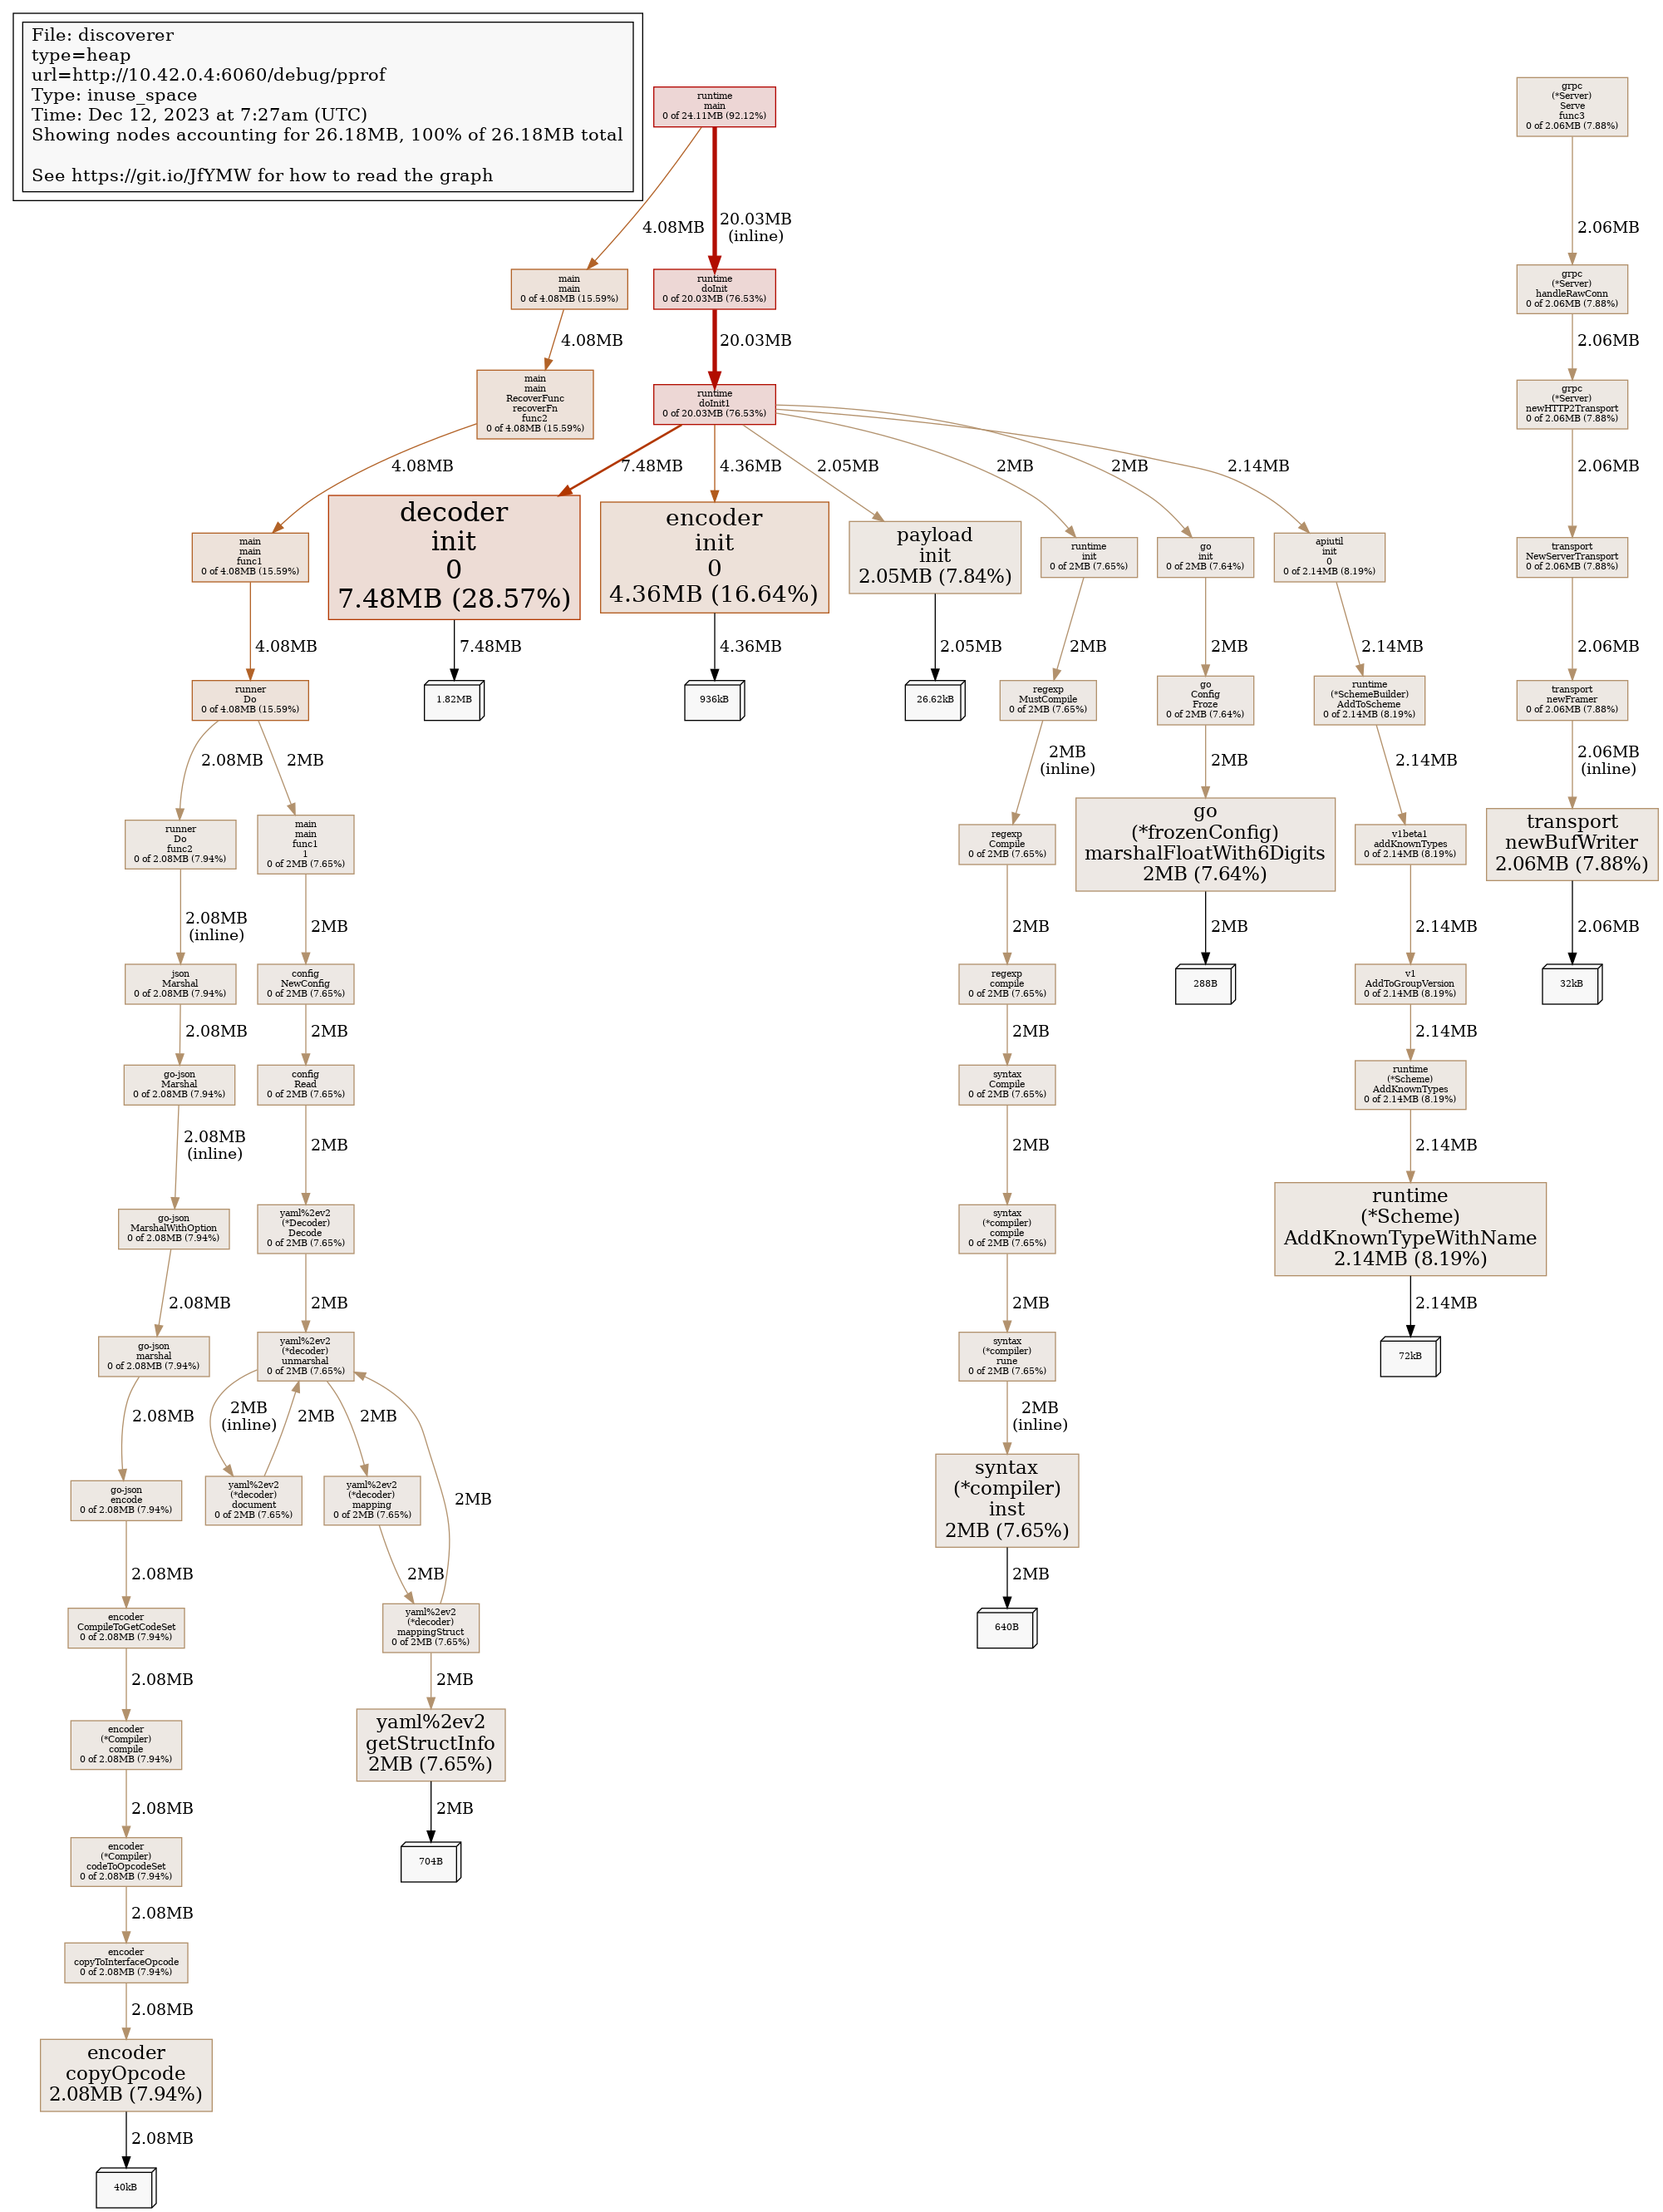 File: discoverer
type=heap
url=http://10.42.0.4:6060/debug/pprof
Type: inuse_space
Time: Dec 12, 2023 at 7:27am (UTC)
Showing nodes accounting for 26.18MB, 100% of 26.18MB total
See https://git.io/JfYMW for how to read the graph
runtime
main
0 of 24.11MB (92.12%)
grpc
(*Server)
Serve
func3
0 of 2.06MB (7.88%)
4.08MB
20.03MB
(inline)
2.06MB
main
main
0 of 4.08MB (15.59%)
runtime
doInit
0 of 20.03MB (76.53%)
grpc
(*Server)
handleRawConn
0 of 2.06MB (7.88%)
4.08MB
20.03MB
2.06MB
main
main
RecoverFunc
recoverFn
func2
0 of 4.08MB (15.59%)
runtime
doInit1
0 of 20.03MB (76.53%)
grpc
(*Server)
newHTTP2Transport
0 of 2.06MB (7.88%)
4.08MB
7.48MB
4.36MB
2.05MB
2MB
2MB
2.14MB
2.06MB
main
main
func1
0 of 4.08MB (15.59%)
decoder
init
0
7.48MB (28.57%)
encoder
init
0
4.36MB (16.64%)
payload
init
2.05MB (7.84%)
runtime
init
0 of 2MB (7.65%)
go
init
0 of 2MB (7.64%)
apiutil
init
0
0 of 2.14MB (8.19%)
transport
NewServerTransport
0 of 2.06MB (7.88%)
4.08MB
7.48MB
4.36MB
2.05MB
2MB
2MB
2.14MB
2.06MB
runner
Do
0 of 4.08MB (15.59%)
1.82MB
936kB
26.62kB
regexp
MustCompile
0 of 2MB (7.65%)
go
Config
Froze
0 of 2MB (7.64%)
runtime
(*SchemeBuilder)
AddToScheme
0 of 2.14MB (8.19%)
transport
newFramer
0 of 2.06MB (7.88%)
2.08MB
2MB
2MB
(inline)
2MB
2.14MB
2.06MB
(inline)
runner
Do
func2
0 of 2.08MB (7.94%)
main
main
func1
1
0 of 2MB (7.65%)
regexp
Compile
0 of 2MB (7.65%)
go
(*frozenConfig)
marshalFloatWith6Digits
2MB (7.64%)
v1beta1
addKnownTypes
0 of 2.14MB (8.19%)
transport
newBufWriter
2.06MB (7.88%)
2.08MB
(inline)
2MB
2MB
2MB
2.14MB
2.06MB
json
Marshal
0 of 2.08MB (7.94%)
config
NewConfig
0 of 2MB (7.65%)
regexp
compile
0 of 2MB (7.65%)
288B
v1
AddToGroupVersion
0 of 2.14MB (8.19%)
32kB
2.08MB
2MB
2MB
2.14MB
go-json
Marshal
0 of 2.08MB (7.94%)
config
Read
0 of 2MB (7.65%)
syntax
Compile
0 of 2MB (7.65%)
runtime
(*Scheme)
AddKnownTypes
0 of 2.14MB (8.19%)
2.08MB
(inline)
2MB
2MB
2.14MB
go-json
MarshalWithOption
0 of 2.08MB (7.94%)
yaml%2ev2
(*Decoder)
Decode
0 of 2MB (7.65%)
syntax
(*compiler)
compile
0 of 2MB (7.65%)
runtime
(*Scheme)
AddKnownTypeWithName
2.14MB (8.19%)
2.08MB
2MB
2MB
2.14MB
go-json
marshal
0 of 2.08MB (7.94%)
yaml%2ev2
(*decoder)
unmarshal
0 of 2MB (7.65%)
syntax
(*compiler)
rune
0 of 2MB (7.65%)
72kB
2.08MB
2MB
(inline)
2MB
2MB
2MB
2MB
(inline)
go-json
encode
0 of 2.08MB (7.94%)
yaml%2ev2
(*decoder)
document
0 of 2MB (7.65%)
yaml%2ev2
(*decoder)
mapping
0 of 2MB (7.65%)
syntax
(*compiler)
inst
2MB (7.65%)
2.08MB
2MB
2MB
encoder
CompileToGetCodeSet
0 of 2.08MB (7.94%)
yaml%2ev2
(*decoder)
mappingStruct
0 of 2MB (7.65%)
640B
2.08MB
2MB
encoder
(*Compiler)
compile
0 of 2.08MB (7.94%)
yaml%2ev2
getStructInfo
2MB (7.65%)
2.08MB
2MB
encoder
(*Compiler)
codeToOpcodeSet
0 of 2.08MB (7.94%)
704B
2.08MB
encoder
copyToInterfaceOpcode
0 of 2.08MB (7.94%)
2.08MB
encoder
copyOpcode
2.08MB (7.94%)
2.08MB
40kB